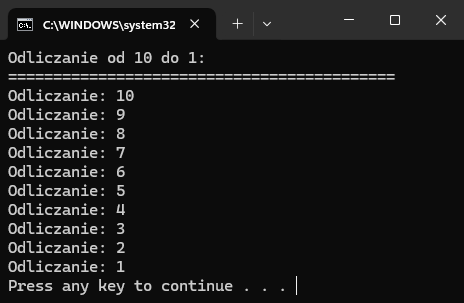 C:\WINDOWS\system32
Odliczanie od 10 do 1:
===========================================
Odliczanie: 10
Odliczanie: 9
Odliczanie: 8
Odliczanie: 7
Odliczanie: 6
Odliczanie: 5
Odliczanie: 4
Odliczanie: 3
Odliczanie: 2
Odliczanie: 1
Press any key to continue . . .